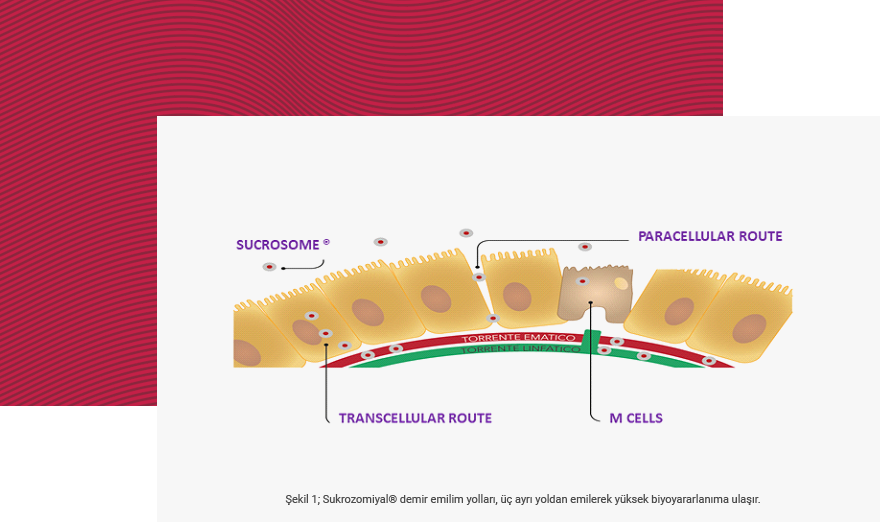 PARACELLULAR ROUTE
SUCROSOME ®
TORRENTE EMATICO
TORRENTE LINFATICO
TRANSCELLULAR ROUTE
M CELLS
Şekil 1; Sukrozomiyal® demir emilim yolları, üç ayrı yoldan emilerek yüksek biyoyararlanıma ulaşır.